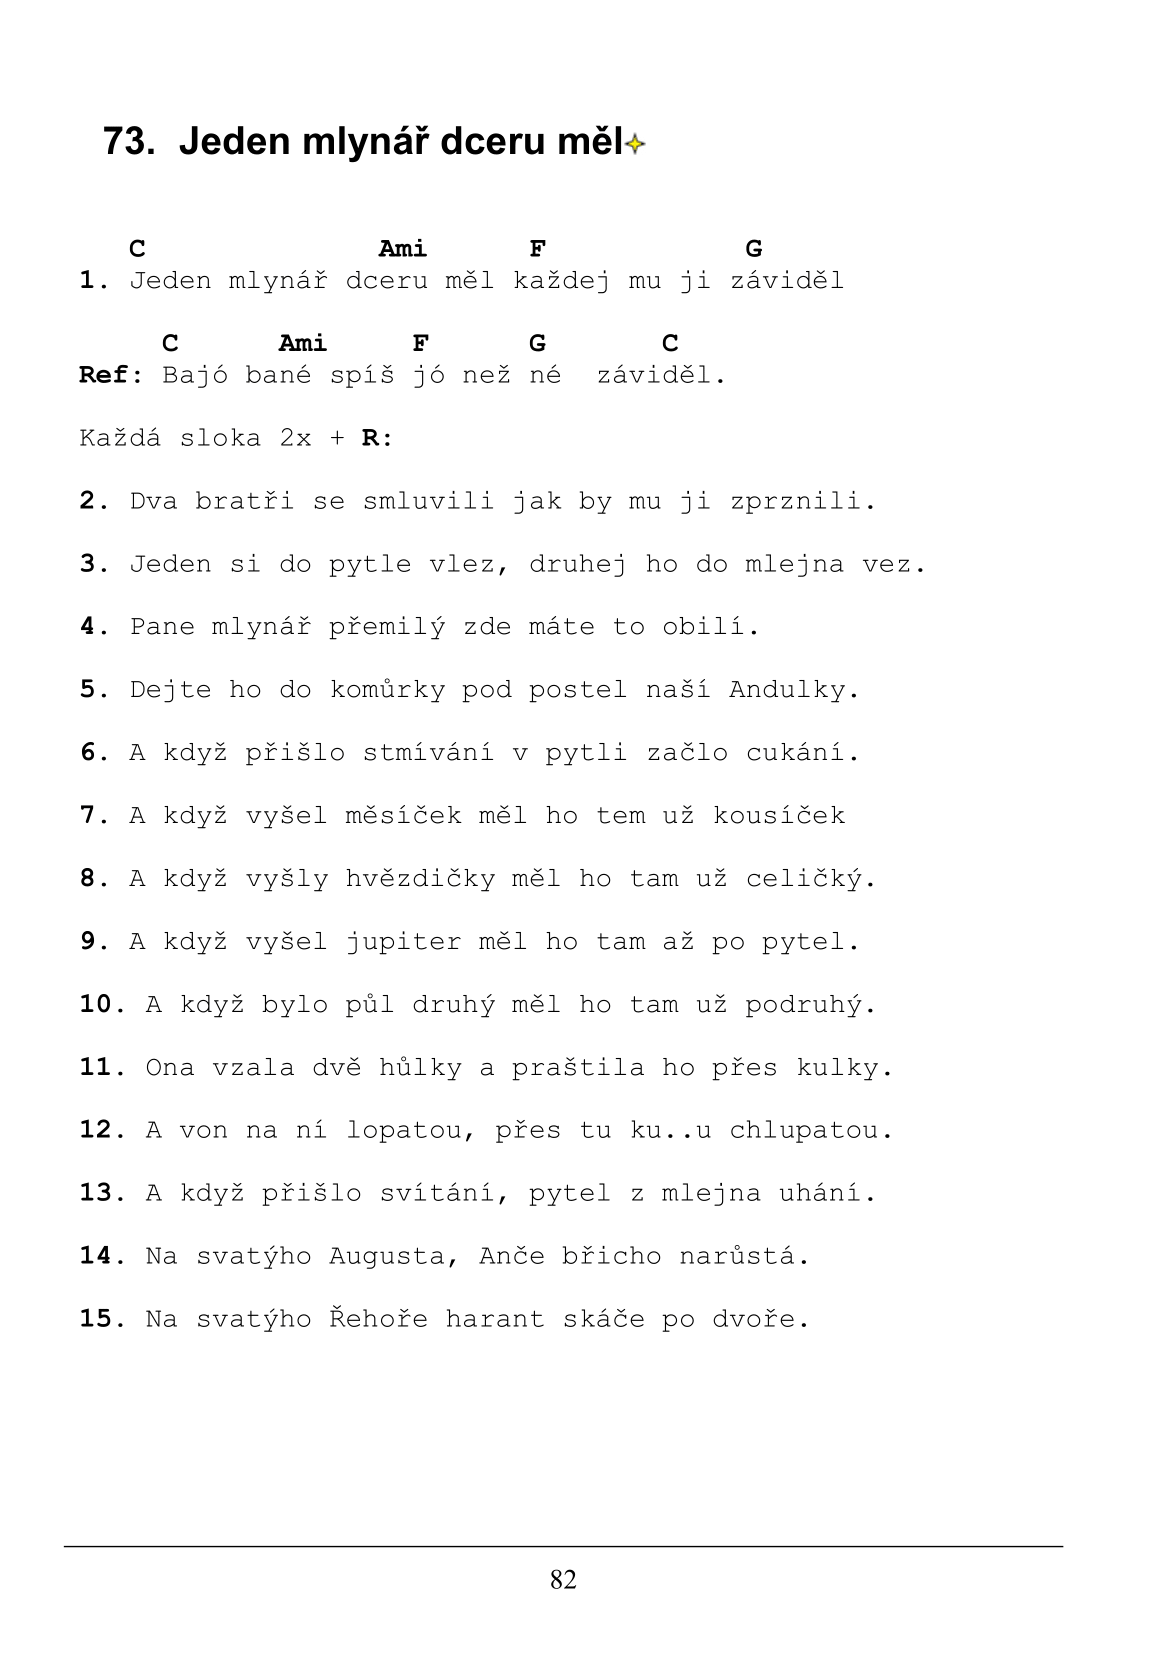 73. Jeden mlynář dceru měl
C Ami F G
1. Jeden mlynář dceru měl každej mu ji záviděl
C Ami F G C
Ref: Bajó bané spíš jó než né záviděl.
Každá sloka 2x + R:
2. Dva bratři se smluvili jak by mu ji zprznili.
3. Jeden si do pytle vlez, druhej ho do mlejna vez.
4. Pane mlynář přemilý zde máte to obilí.
5. Dejte ho do komůrky pod postel naší Andulky.
6. A když přišlo stmívání v pytli začlo cukání.
7. A když vyšel měsíček měl ho tem už kousíček
8. A když vyšly hvězdičky měl ho tam už celičký.
9. A když vyšel jupiter měl ho tam až po pytel.
10. A když bylo půl druhý měl ho tam už podruhý.
11. Ona vzala dvě hůlky a praštila ho přes kulky.
12. A von na ní lopatou, přes tu ku..u chlupatou.
13. A když přišlo svítání, pytel z mlejna uhání.
14. Na svatýho Augusta, Anče břicho narůstá.
15. Na svatýho Řehoře harant skáče po dvoře.
82